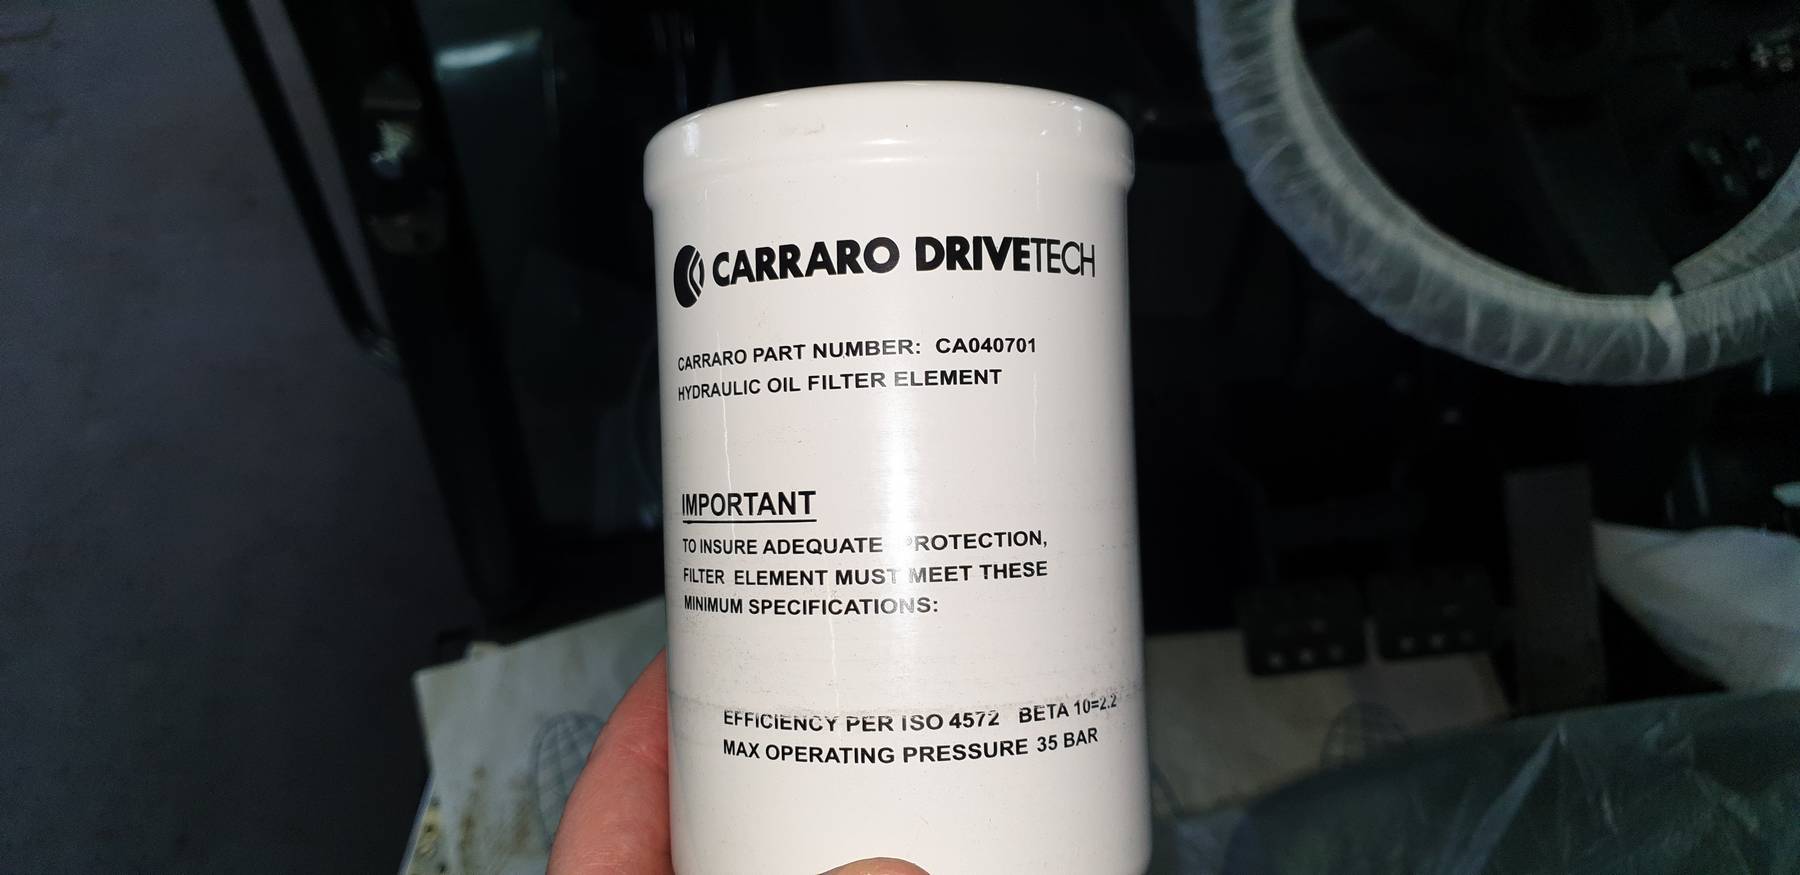 CARRARO DRIVETECH
CARRARO PART NUMBER: CA040701
HYDRAULIC OIL FILTER ELEMENT
IMPORTANT
TO INSURE ADEQUATE PROTECTION,
FILTER ELEMENT MUST MEET THESE
MINIMUM SPECIFICATIONS:
EFFICIENCY PER ISO 4572 BETA 10=2.2
MAX OPERATING PRESSURE 35 BAR